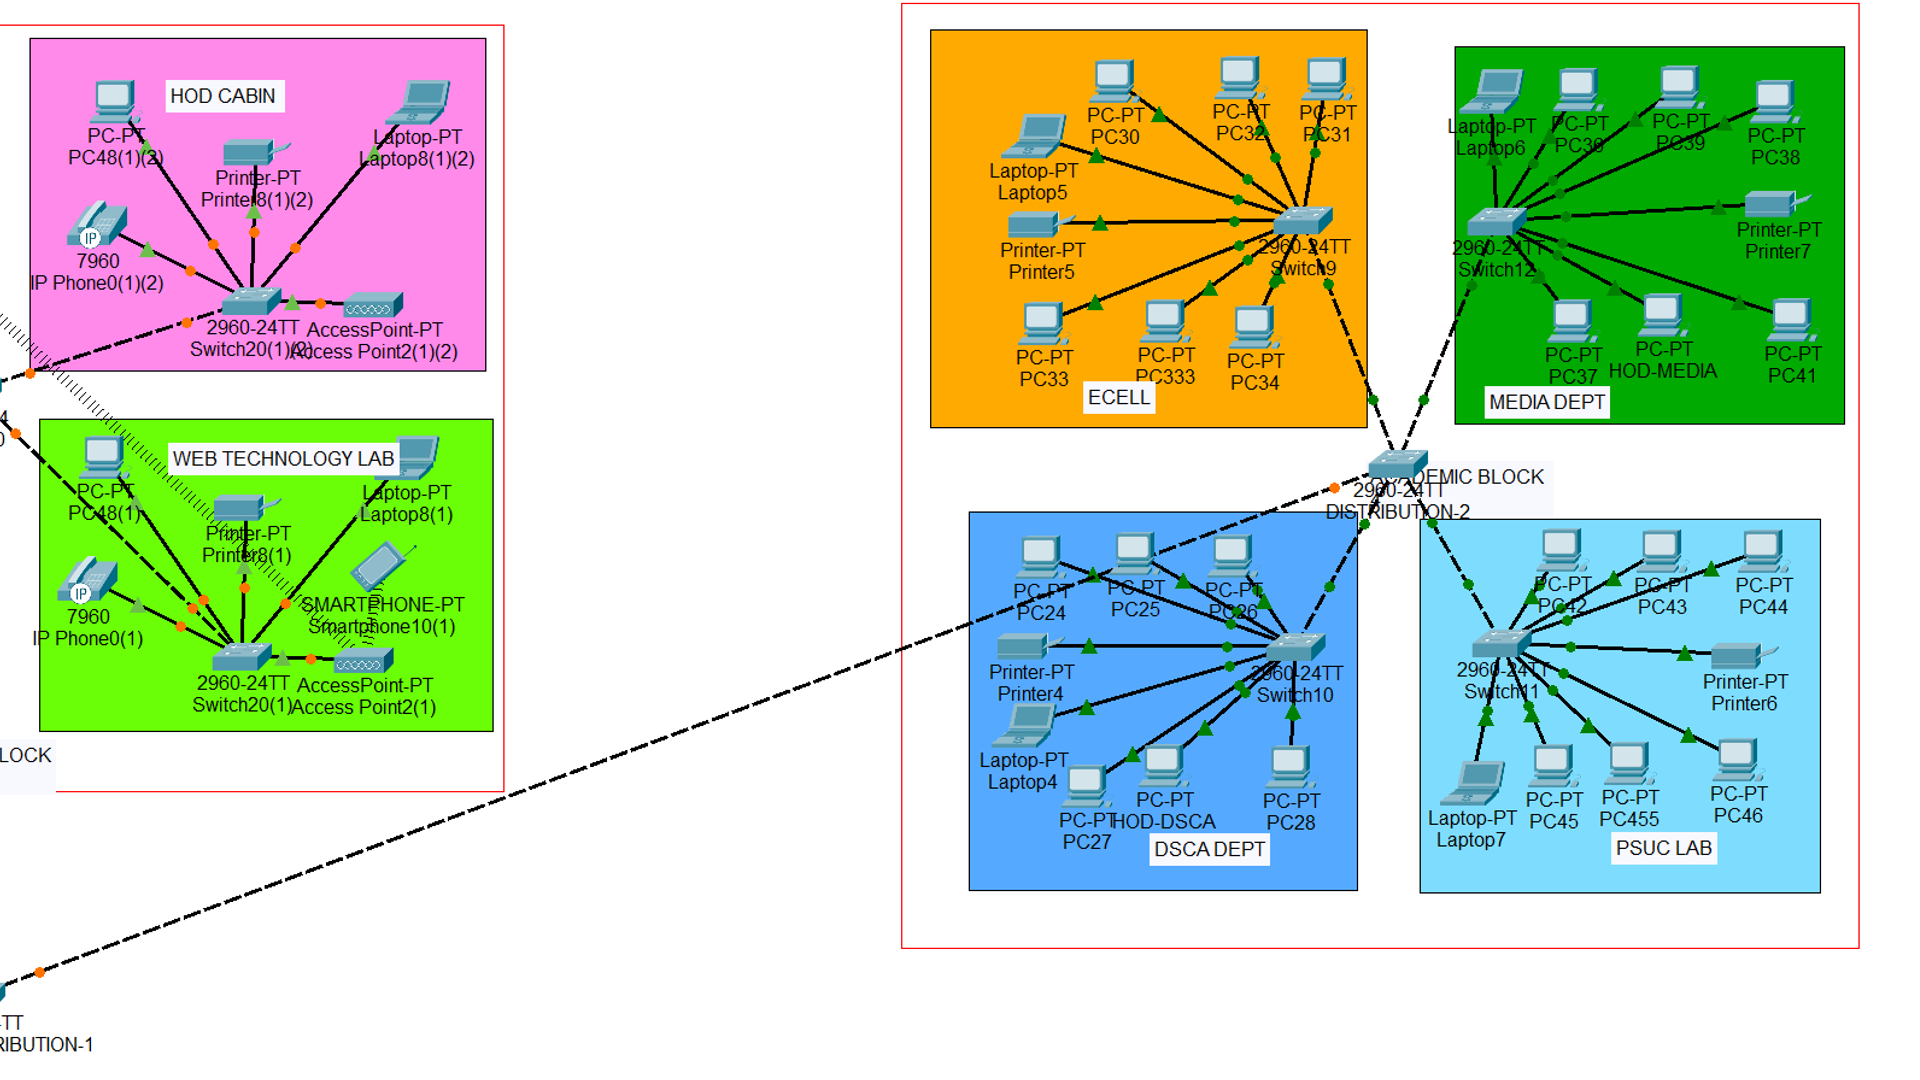 HOD CABIN
PC-PT
PC48(1)(2)
Printer-PT
Printer8(1)(2)
Laptop-PT
Laptop8(1)(2)
IP
7960
IP Phone0(1)(2)
2960-24TT
Switch20(1)(2)
AccessPoint-PT
Access Point2(1)(2)
4
0
WEB TECHNOLOGY LAB
PC-PT
PC48(1)
Printer-PT
Printer8(1)
Laptop-PT
Laptop8(1)
IP
7960
IP Phone0(1)
SMARTPHONE-PT
Smartphone10(1)
2960-24TT
Switch20(1)
AccessPoint-PT
Access Point2(1)
LOCK
-TT
RIBUTION-1
PC-PT
PC30
PC-PT
PC32
PC-PT
PC31
Laptop-PT
Laptop5
Printer-PT
Printer5
2960-24TT
Switch9
PC-PT
PC33
PC-PT
PC333
PC-PT
PC34
ECELL
Laptop-PT
Laptop6
PC-PT
PC36
PC-PT
PC39
PC-PT
PC38
Printer-PT
Printer7
2960-24TT
Switch12
PC-PT
PC37
PC-PT
HOD-MEDIA
PC-PT
PC41
MEDIA DEPT
ACADEMIC BLOCK
2960-24TT
DISTRIBUTION-2
PC-PT
PC24
PC-PT
PC25
PC-PT
PC26
Printer-PT
Printer4
2960-24TT
Switch10
Laptop-PT
Laptop4
PC-PT
PC27
PC-PT
HOD-DSCA
PC-PT
PC28
DSCA DEPT
PC-PT
PC42
PC-PT
PC43
PC-PT
PC44
2960-24TT
Switch11
Printer-PT
Printer6
Laptop-PT
Laptop7
PC-PT
PC45
PC-PT
PC455
PC-PT
PC46
PSUC LAB